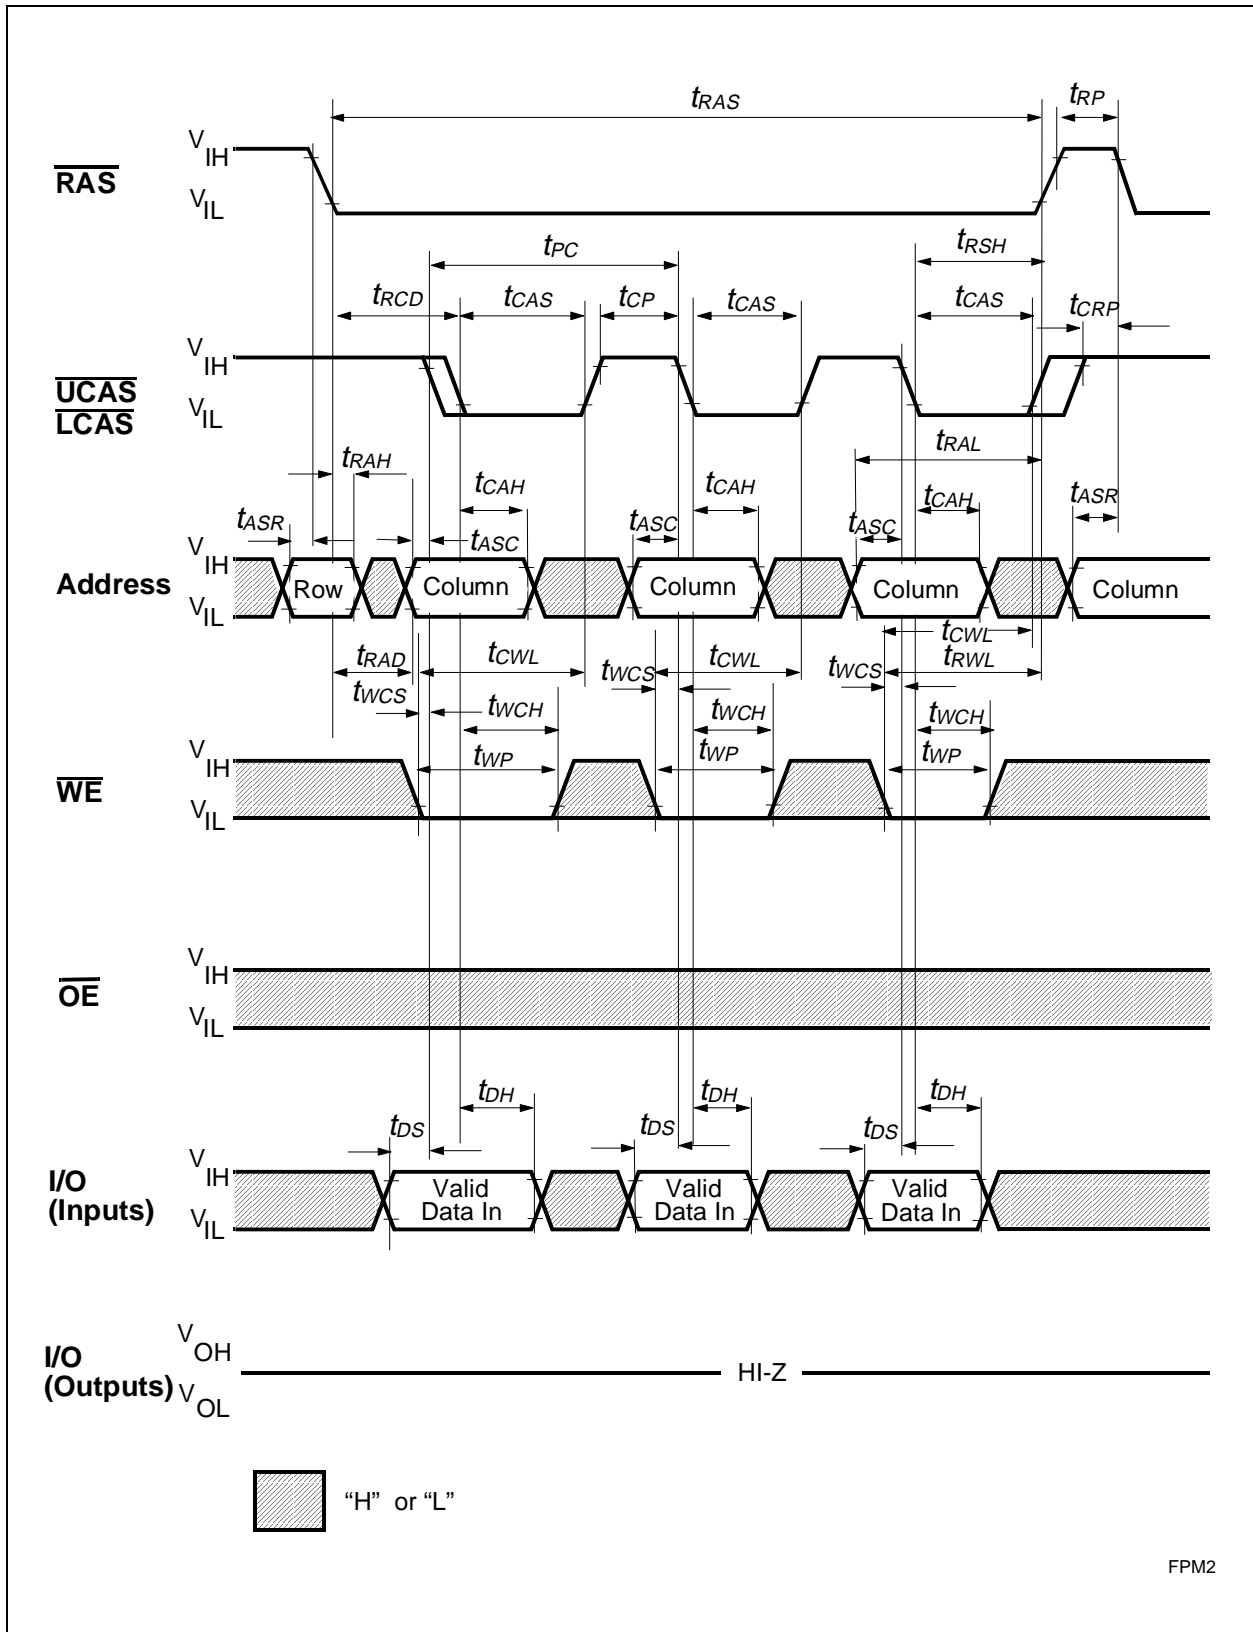 tRAS
tRP
VIH
RAS
VIL
tPC
tRSH
tRCD
tCAS
tCP
tCAS
tCAS
tCRP
VIH
UCAS
LCAS
VIL
tRAL
tRAH
tCAH
tCAH
tCAH
tASR
tASR
tASC
tASC
tASC
VIH
Address
Row
Column
Column
Column
Column
VIL
tCWL
tRAD
tCWL
tCWL
tRWL
tWCS
tWCS
tWCS
tWCH
tWCH
tWCH
tWP
tWP
tWP
VIH
WE
VIL
VIH
OE
VIL
tDH
tDH
tDH
tDS
tDS
tDS
VIH
I/O
(Inputs)
Valid
Data In
Valid
Data In
Valid
Data In
VIL
VOH
I/O
(Outputs)
VOL
HI-Z
“H” or “L”
FPM2